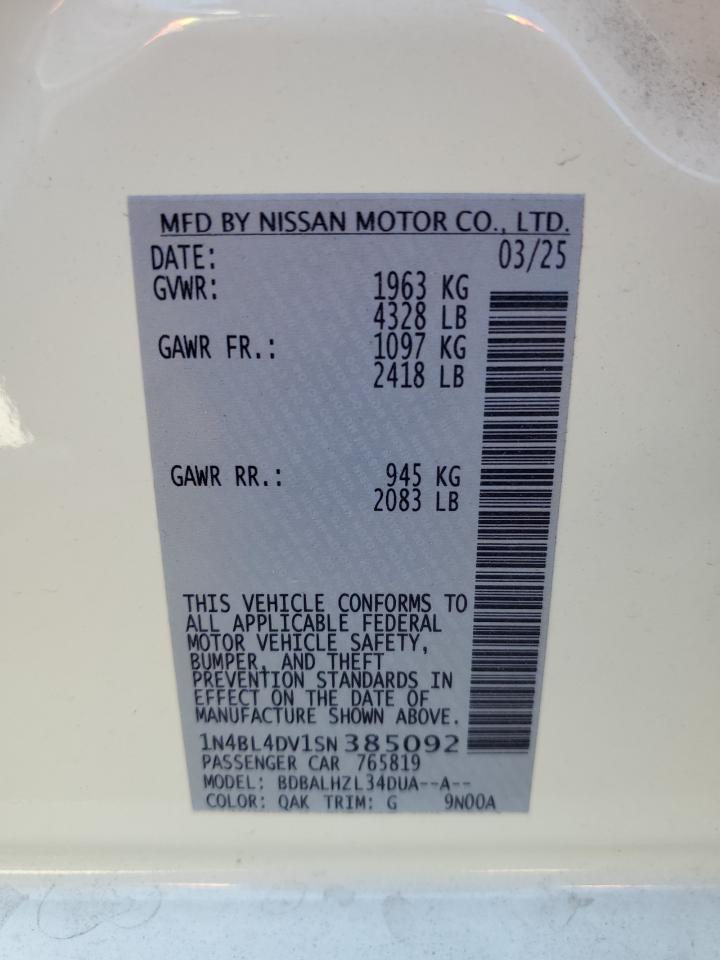 MFD BY NISSAN MOTOR CO., LTD.
DATE: 03/25
GVWR: 1963 KG
4328 LB
GAWR FR.: 1097 KG
2418 LB
GAWR RR.: 945 KG
2083 LB
THIS VEHICLE CONFORMS TO
ALL APPLICABLE FEDERAL
MOTOR VEHICLE SAFETY,
BUMPER, AND THEFT
PREVENTION STANDARDS IN
EFFECT ON THE DATE OF
MANUFACTURE SHOWN ABOVE.
1N4BL4DV1SN385092
PASSENGER CAR 765819
MODEL: BDBALHZL34DUA--A--
COLOR: QAK TRIM: G 9N00A